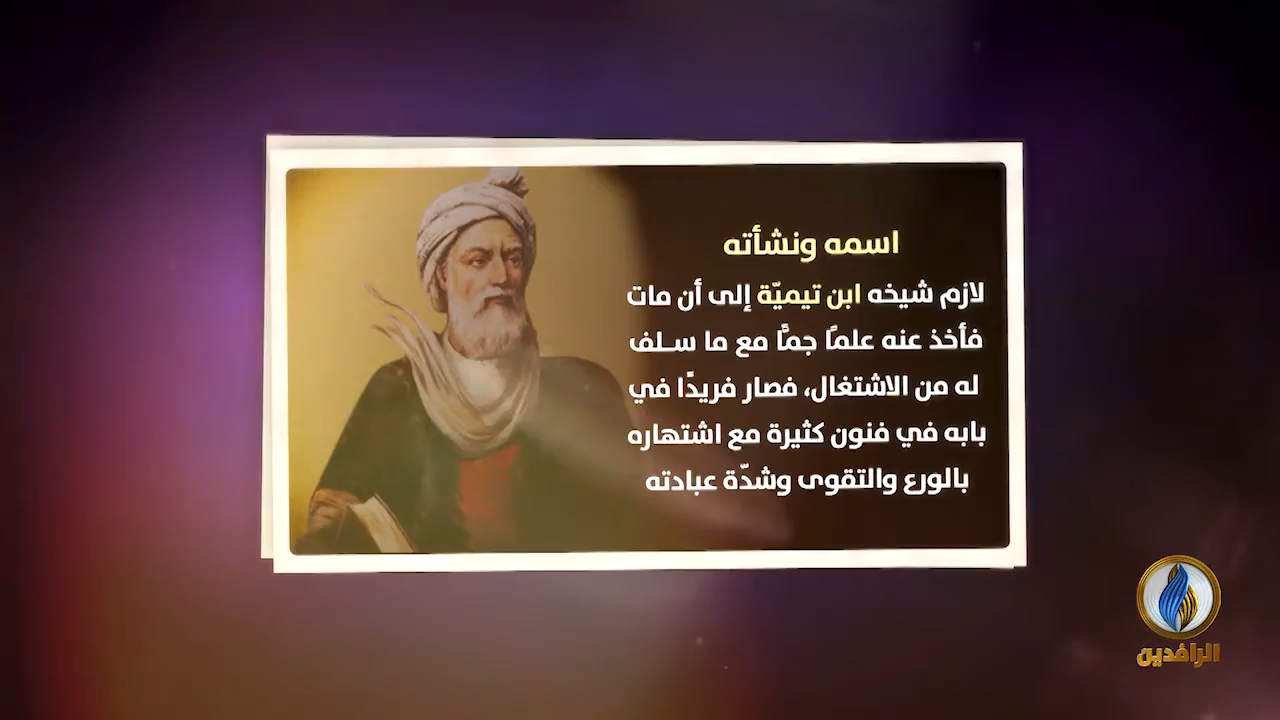 اسمه ونشأته
لازم شيخه ابن تيميّة إلى أن مات
فأخذ عنه علمًا جمًّا مع ما سلف
له من الاشتغال، فصار فريدًا في
بابه في فنون كثيرة مع اشتهاره
بالورع والتقوى وشدّة عبادته
الرافدين